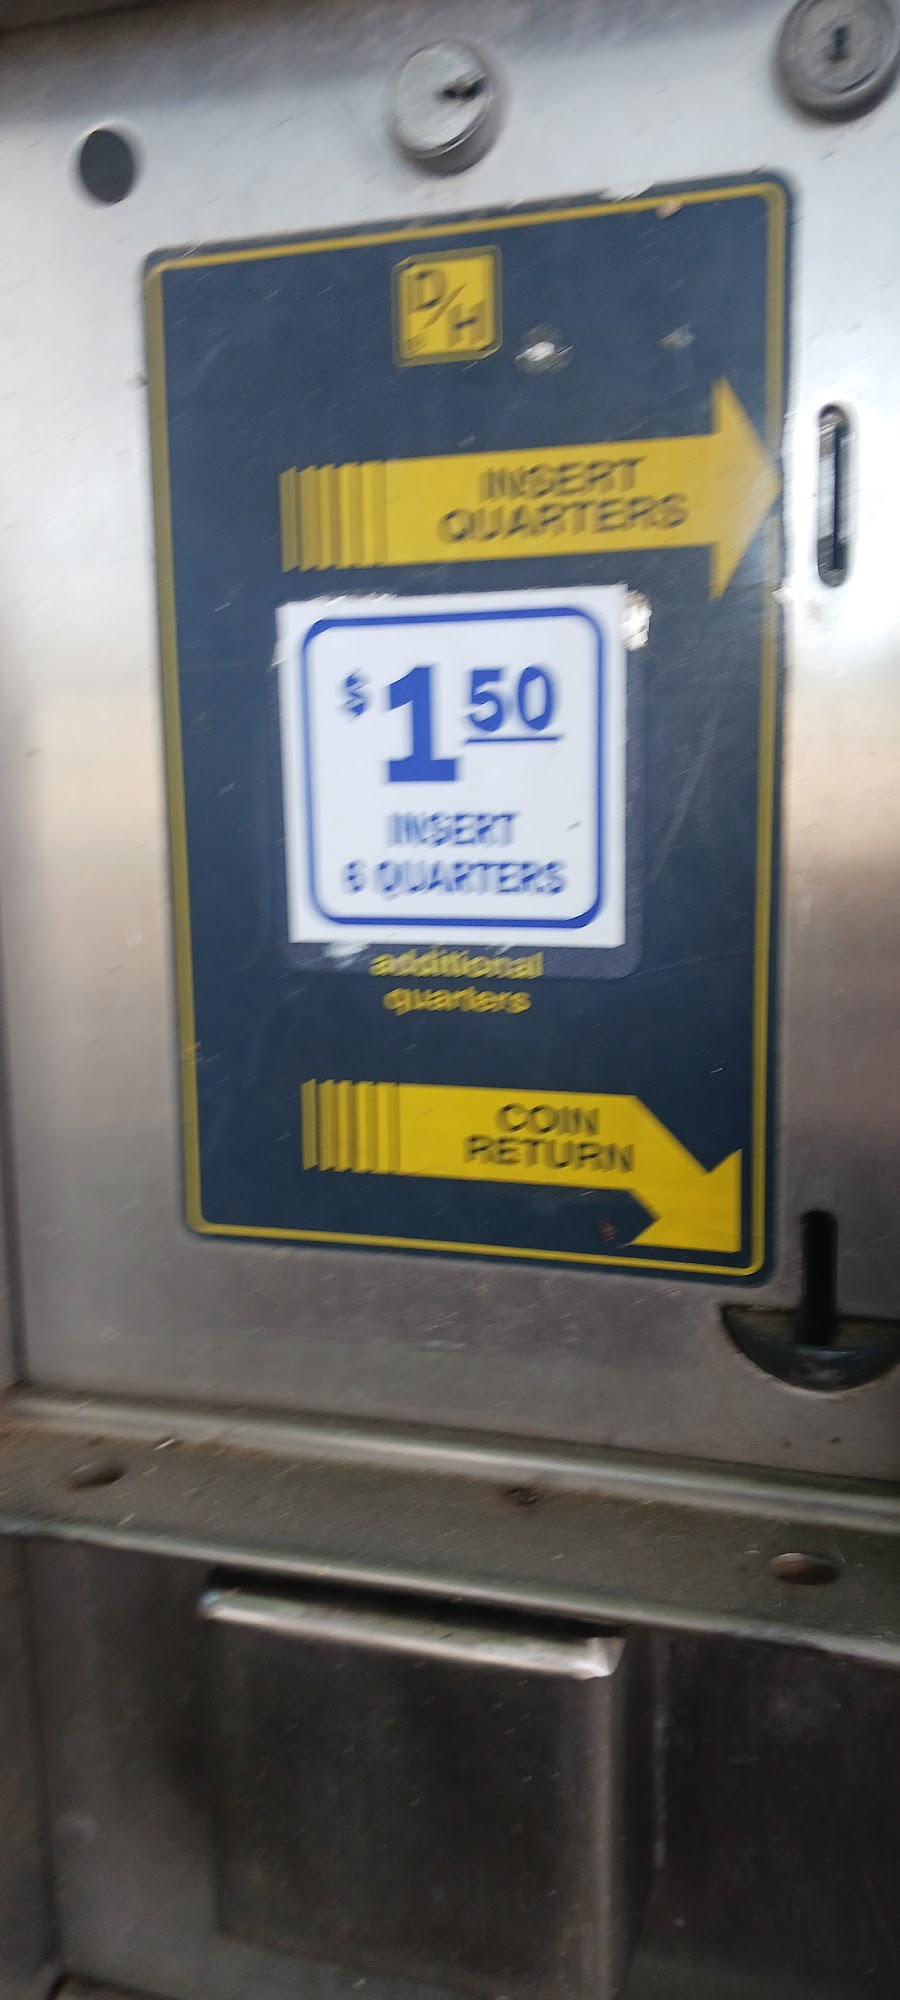 D/H
INSERT
QUARTERS
$1 50
INSERT
6 QUARTERS
additional
quarters
COIN
RETURN